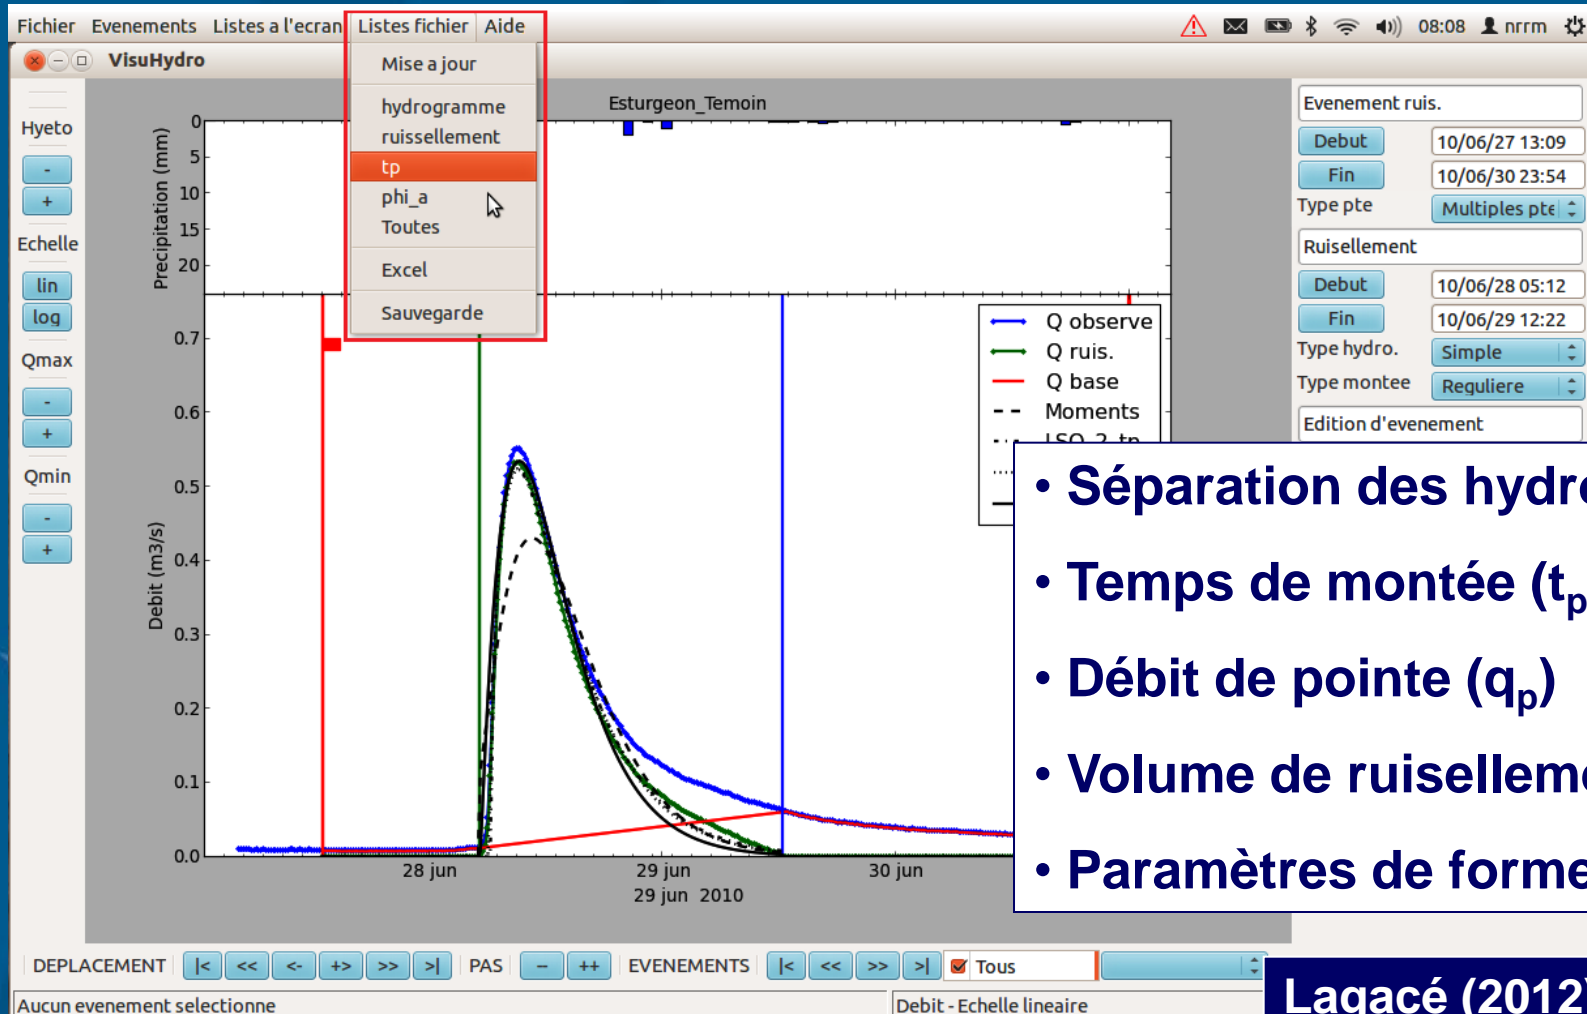 Fichier Evenements Listes a l'ecran Listes fichier Aide
08:08 nrrm
VisuHydro
Mise a jour
hydrogramme
ruissellement
tp
phi_a
Toutes
Excel
Sauvegarde
Hyeto
-
+
Echelle
lin
log
Qmax
-
+
Qmin
-
+
Esturgeon_Temoin
Precipitation (mm)
0
5
10
15
20
Debit (m3/s)
0.7
0.6
0.5
0.4
0.3
0.2
0.1
0.0
28 jun 29 jun 30 jun
29 jun 2010
Q observe
Q ruis.
Q base
Moments
LSQ_2_tp
Evenement ruis.
Debut 10/06/27 13:09
Fin 10/06/30 23:54
Type pte Multiples pte
Ruisellement
Debut 10/06/28 05:12
Fin 10/06/29 12:22
Type hydro. Simple
Type montee Reguliere
Edition d'evenement
• Séparation des hydro
• Temps de montée (tp
• Débit de pointe (qp)
• Volume de ruiselleme
• Paramètres de forme
DEPLACEMENT |< << <- +> >> >| PAS -- ++ EVENEMENTS |< << >> >| Tous
Aucun evenement selectionne Debit - Echelle lineaire
Lagacé (2012)